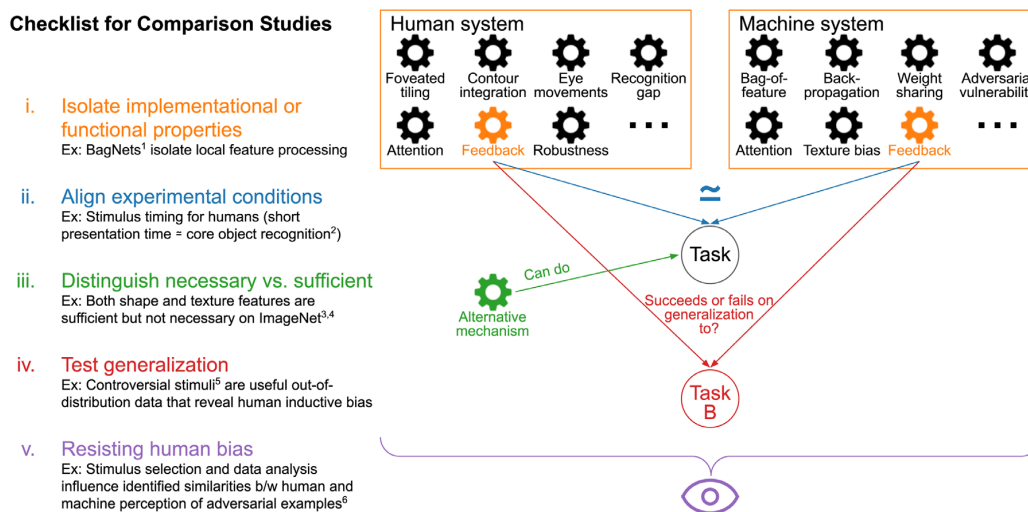 Checklist for Comparison Studies
i. Isolate implementational or
functional properties
Ex: BagNets¹ isolate local feature processing
ii. Align experimental conditions
Ex: Stimulus timing for humans (short
presentation time ≃ core object recognition²)
iii. Distinguish necessary vs. sufficient
Ex: Both shape and texture features are
sufficient but not necessary on ImageNet³,⁴
iv. Test generalization
Ex: Controversial stimuli⁵ are useful out-of-
distribution data that reveal human inductive bias
v. Resisting human bias
Ex: Stimulus selection and data analysis
influence identified similarities b/w human and
machine perception of adversarial examples⁶
Human system
Foveated
tiling
Contour
integration
Eye
movements
Recognition
gap
Attention
Feedback
Robustness
...
Machine system
Bag-of-
feature
Back-
propagation
Weight
sharing
Adversarial
vulnerability
Attention
Texture bias
Feedback
...
≃
Task
Can do
Alternative
mechanism
Succeeds or fails on
generalization
to?
Task
B